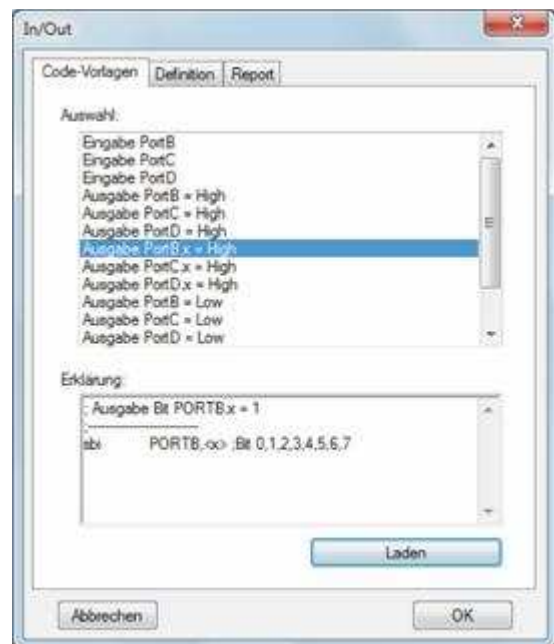 In/Out
Code-Vorlagen Definition Report
Auswahl:
Eingabe PortB
Eingabe PortC
Eingabe PortD
Ausgabe PortB = High
Ausgabe PortC = High
Ausgabe PortD = High
Ausgabe PortB.x = High
Ausgabe PortC.x = High
Ausgabe PortD.x = High
Ausgabe PortB = Low
Ausgabe PortC = Low
Ausgabe PortD = Low
Erklärung:
; Ausgabe Bit PORTB.x = 1
;------------------------
sbi PORTB,<x> ;Bit 0,1,2,3,4,5,6,7
Laden
Abbrechen OK